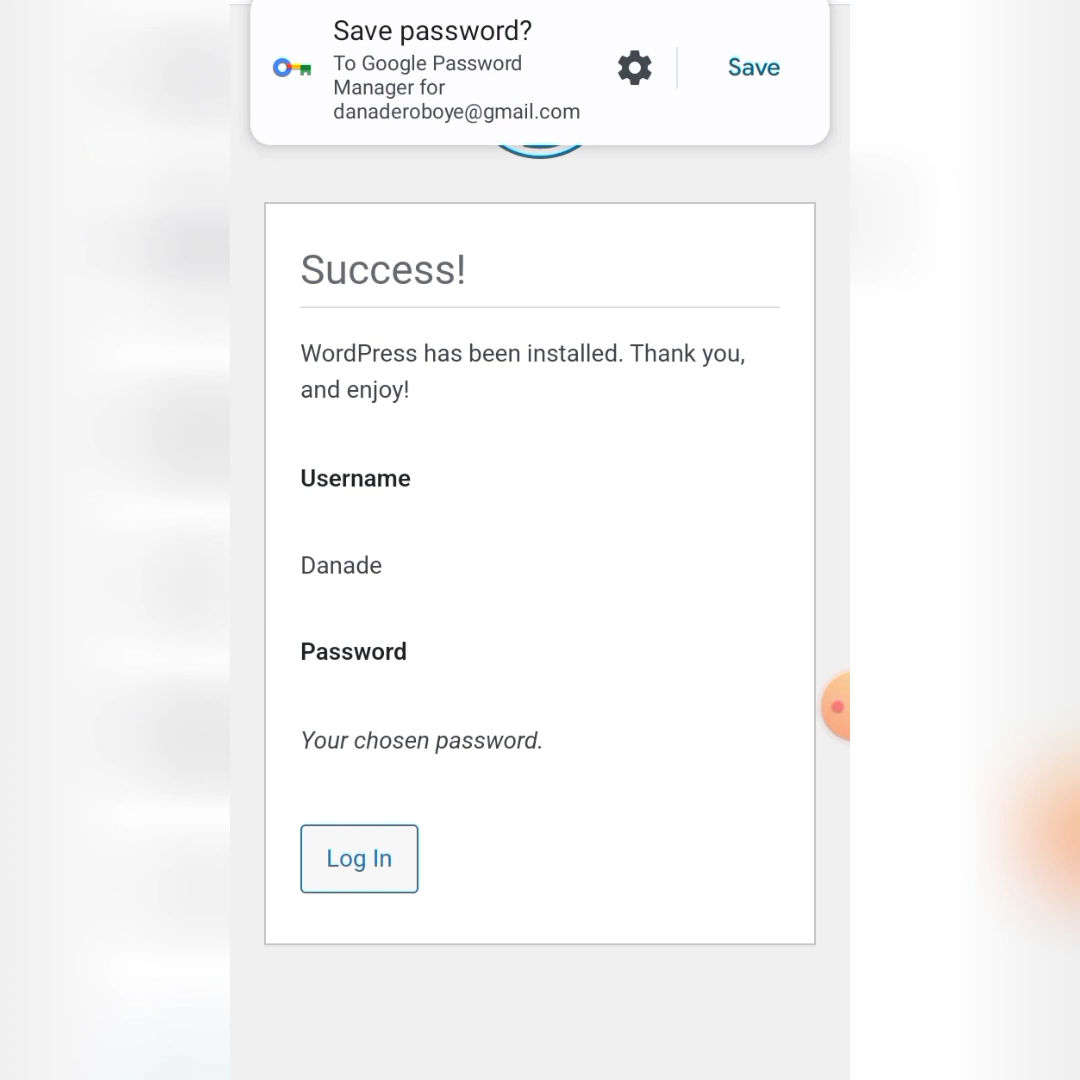 Save password?
To Google Password
Manager for
danaderoboye@gmail.com
Save
Success!
WordPress has been installed. Thank you,
and enjoy!
Username
Danade
Password
Your chosen password.
Log In